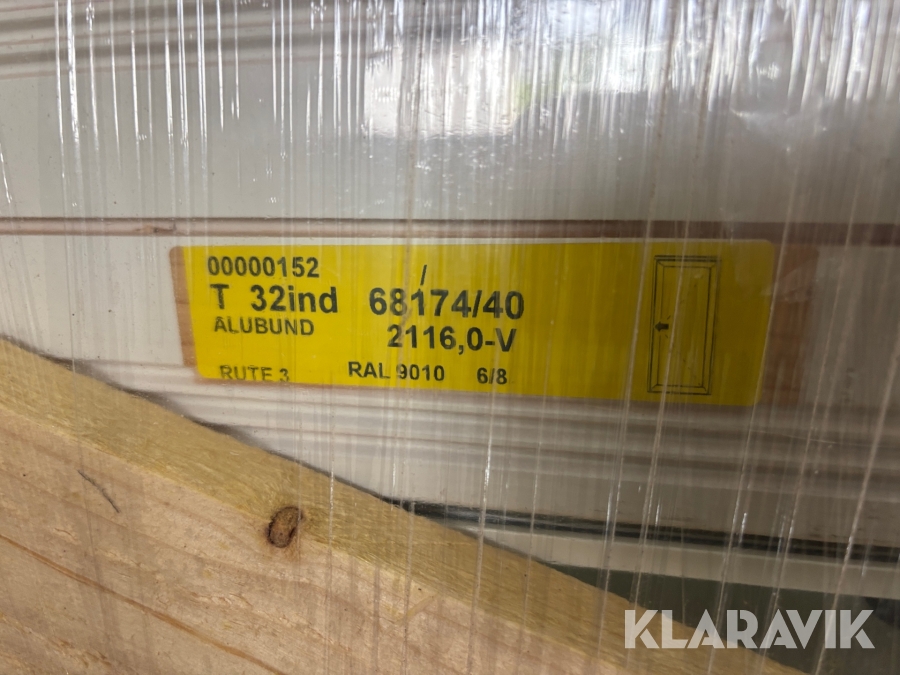 00000152
/
T 32ind 68174/40
ALUBUND 2116,0-V
RUTE 3 RAL 9010 6/8
KLARAVIK